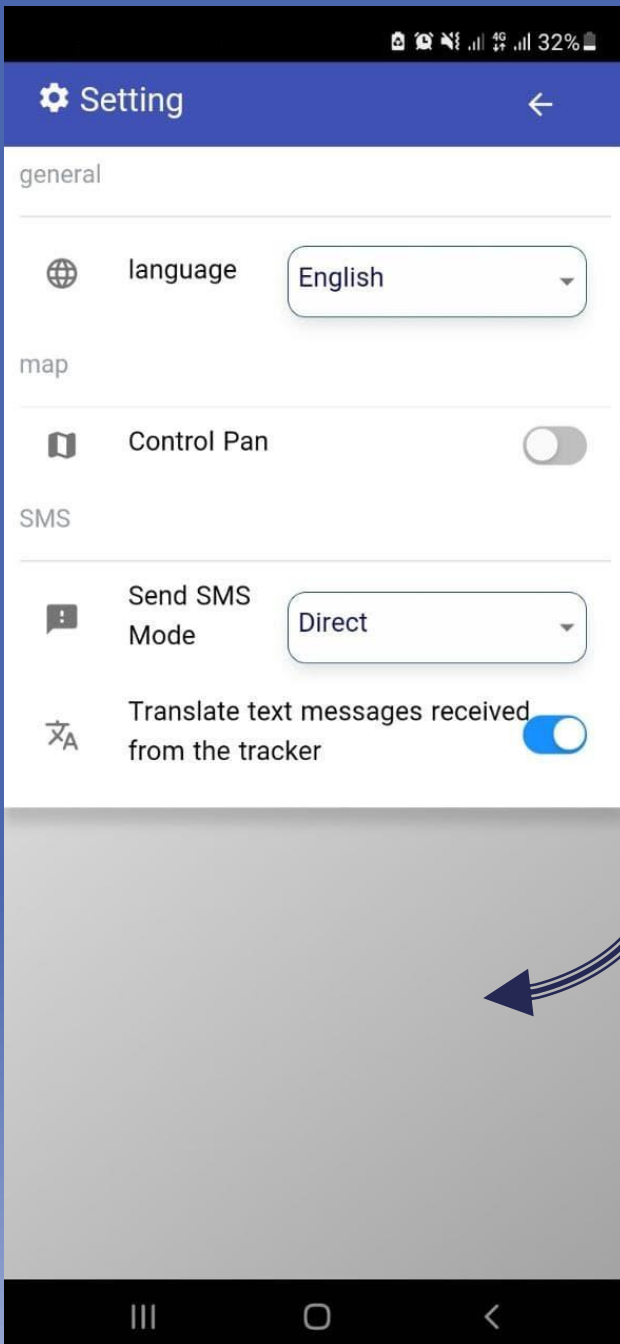 4G 32%
Setting
general
language English
map
Control Pan
SMS
Send SMS
Mode
Direct
Translate text messages received
from the tracker